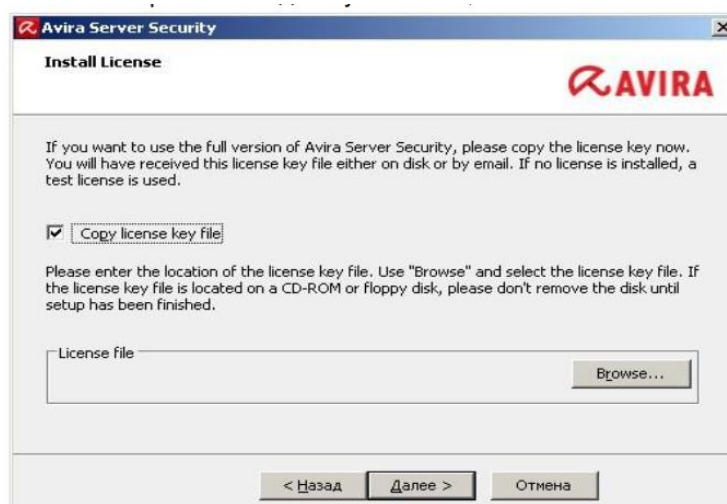 Avira Server Security
Install License
AVIRA
If you want to use the full version of Avira Server Security, please copy the license key now.
You will have received this license key file either on disk or by email. If no license is installed, a
test license is used.
Copy license key file
Please enter the location of the license key file. Use "Browse" and select the license key file. If
the license key file is located on a CD-ROM or floppy disk, please don't remove the disk until
setup has been finished.
License file
Browse...
< Назад
Далее >
Отмена